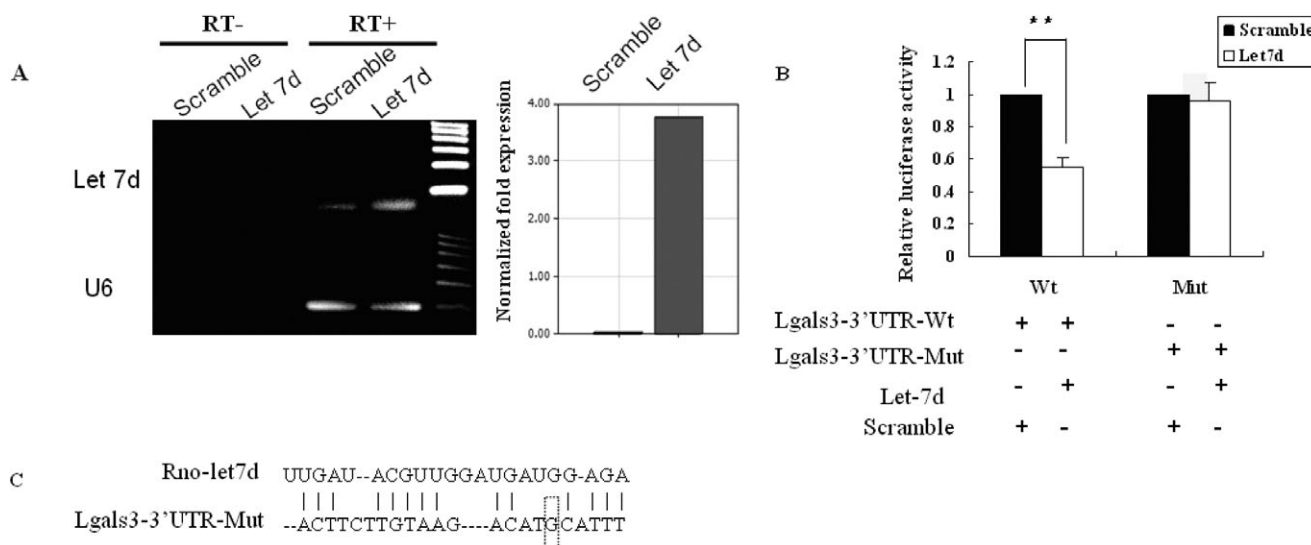 A
RT-
RT+
Scramble
Let 7d
Scramble
Let 7d
Let 7d
U6
Scramble
Let 7d
Normalized fold expression
4.00
3.00
2.00
1.00
0.00
B
Scramble
Let7d
**
Relative luciferase activity
1.2
1
0.8
0.6
0.4
0.2
0
Wt
Mut
Lgals3-3’UTR-Wt + + - -
Lgals3-3’UTR-Mut - - + +
Let-7d - + - +
Scramble + - + -
C
Rno-let7d UUGAU--ACGUUGGAUGAUGG-AGA
Lgals3-3’UTR-Mut --ACTTCTTGTAAG----ACATGCATTT